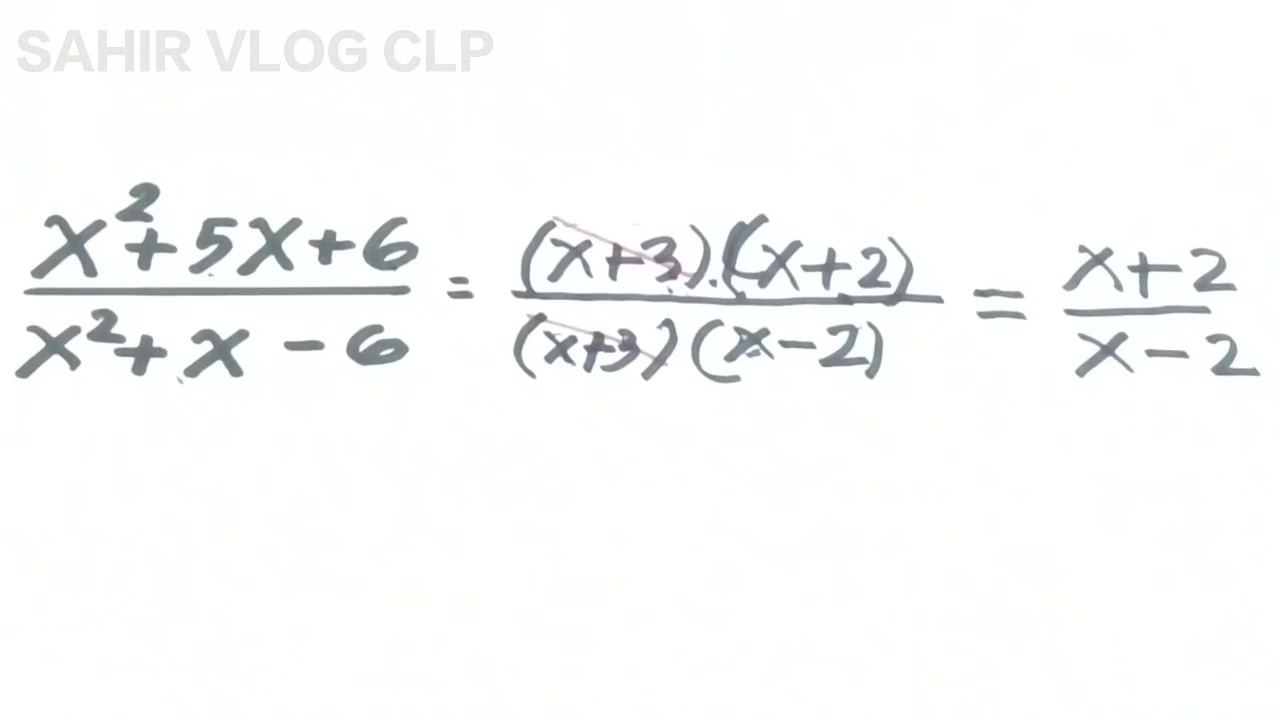 SAHIR VLOG CLP
x²+5x+6 / x²+x-6 = (x+3).(x+2) / (x+3)(x-2) = x+2 / x-2